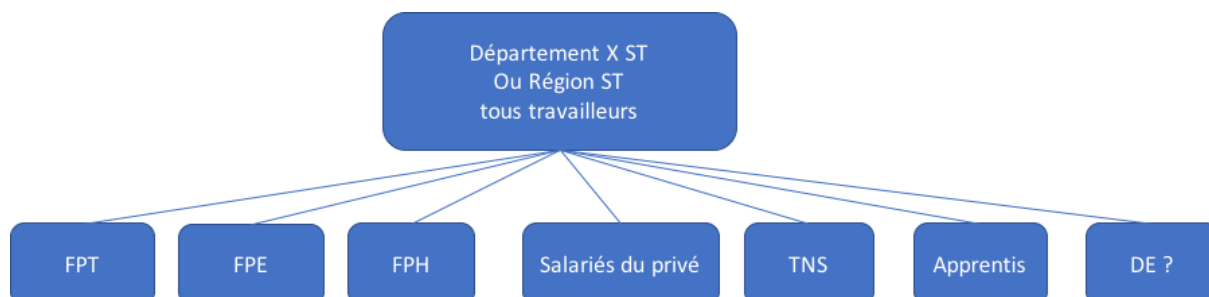 Département X ST
Ou Région ST
tous travailleurs
FPT
FPE
FPH
Salariés du privé
TNS
Apprentis
DE ?